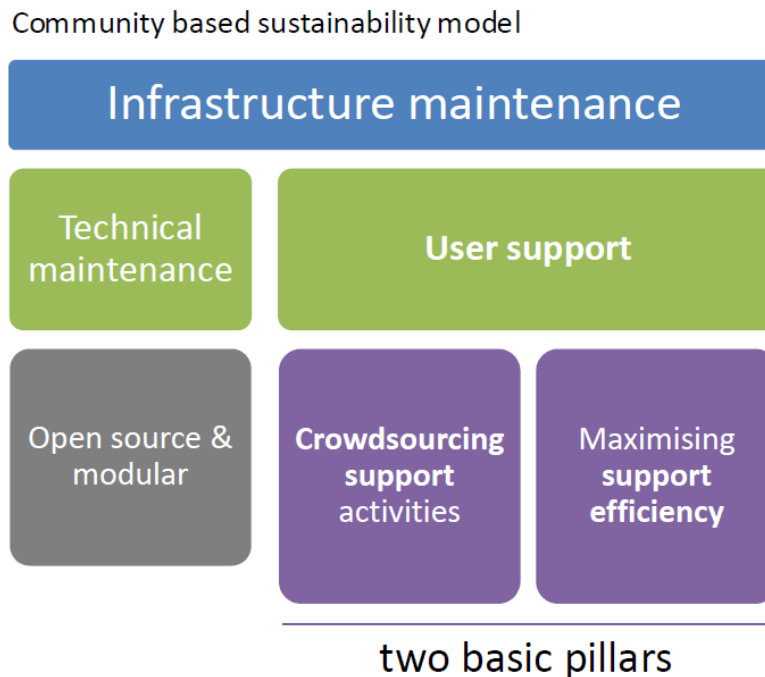 Community based sustainability model
Infrastructure maintenance
Technical
maintenance
User support
Open source &
modular
Crowdsourcing
support
activities
Maximising
support
efficiency
two basic pillars